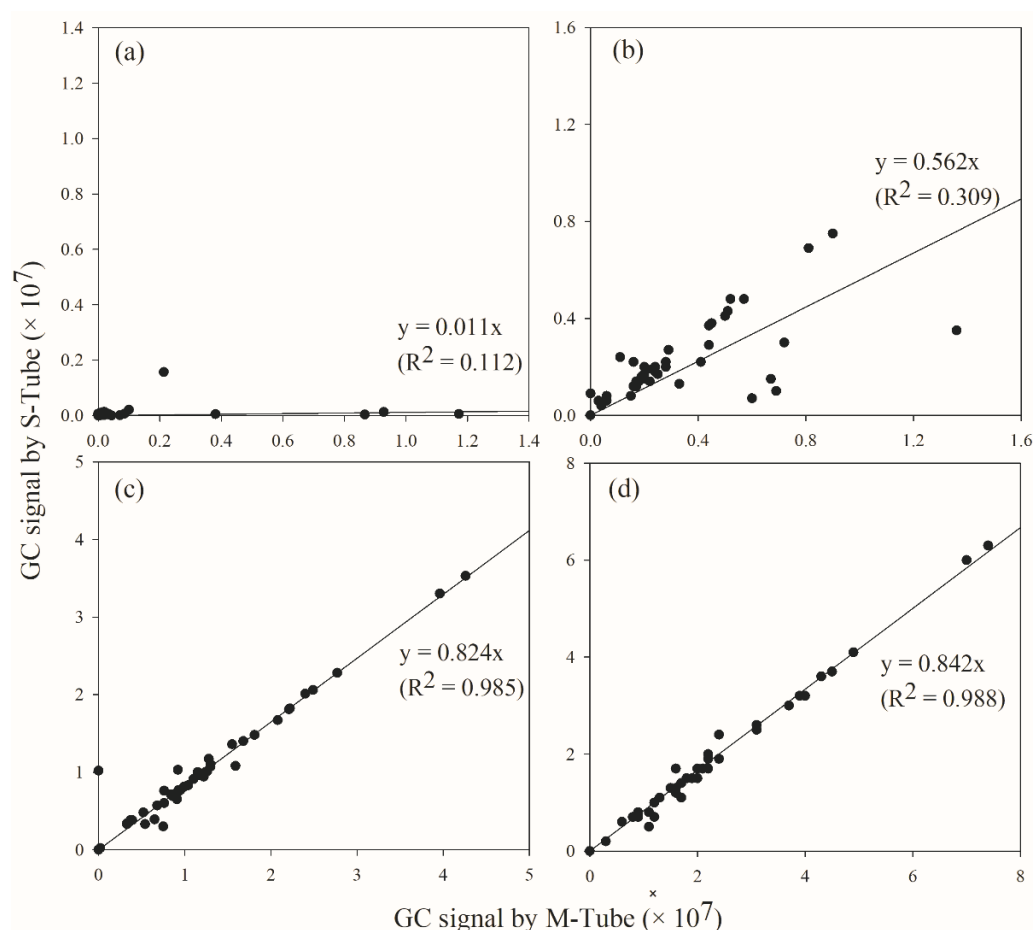 GC signal by S-Tube (× 10⁷)
(a)
1.4
1.2
1.0
0.8
0.6
0.4
0.2
0.0
y = 0.011x
(R² = 0.112)
0.0 0.2 0.4 0.6 0.8 1.0 1.2 1.4
(b)
1.6
1.2
0.8
0.4
0.0
y = 0.562x
(R² = 0.309)
0.0 0.4 0.8 1.2 1.6
(c)
5
4
3
2
1
0
y = 0.824x
(R² = 0.985)
0 1 2 3 4 5
(d)
8
6
4
2
0
y = 0.842x
(R² = 0.988)
0 2 4 6 8
×
GC signal by M-Tube (× 10⁷)